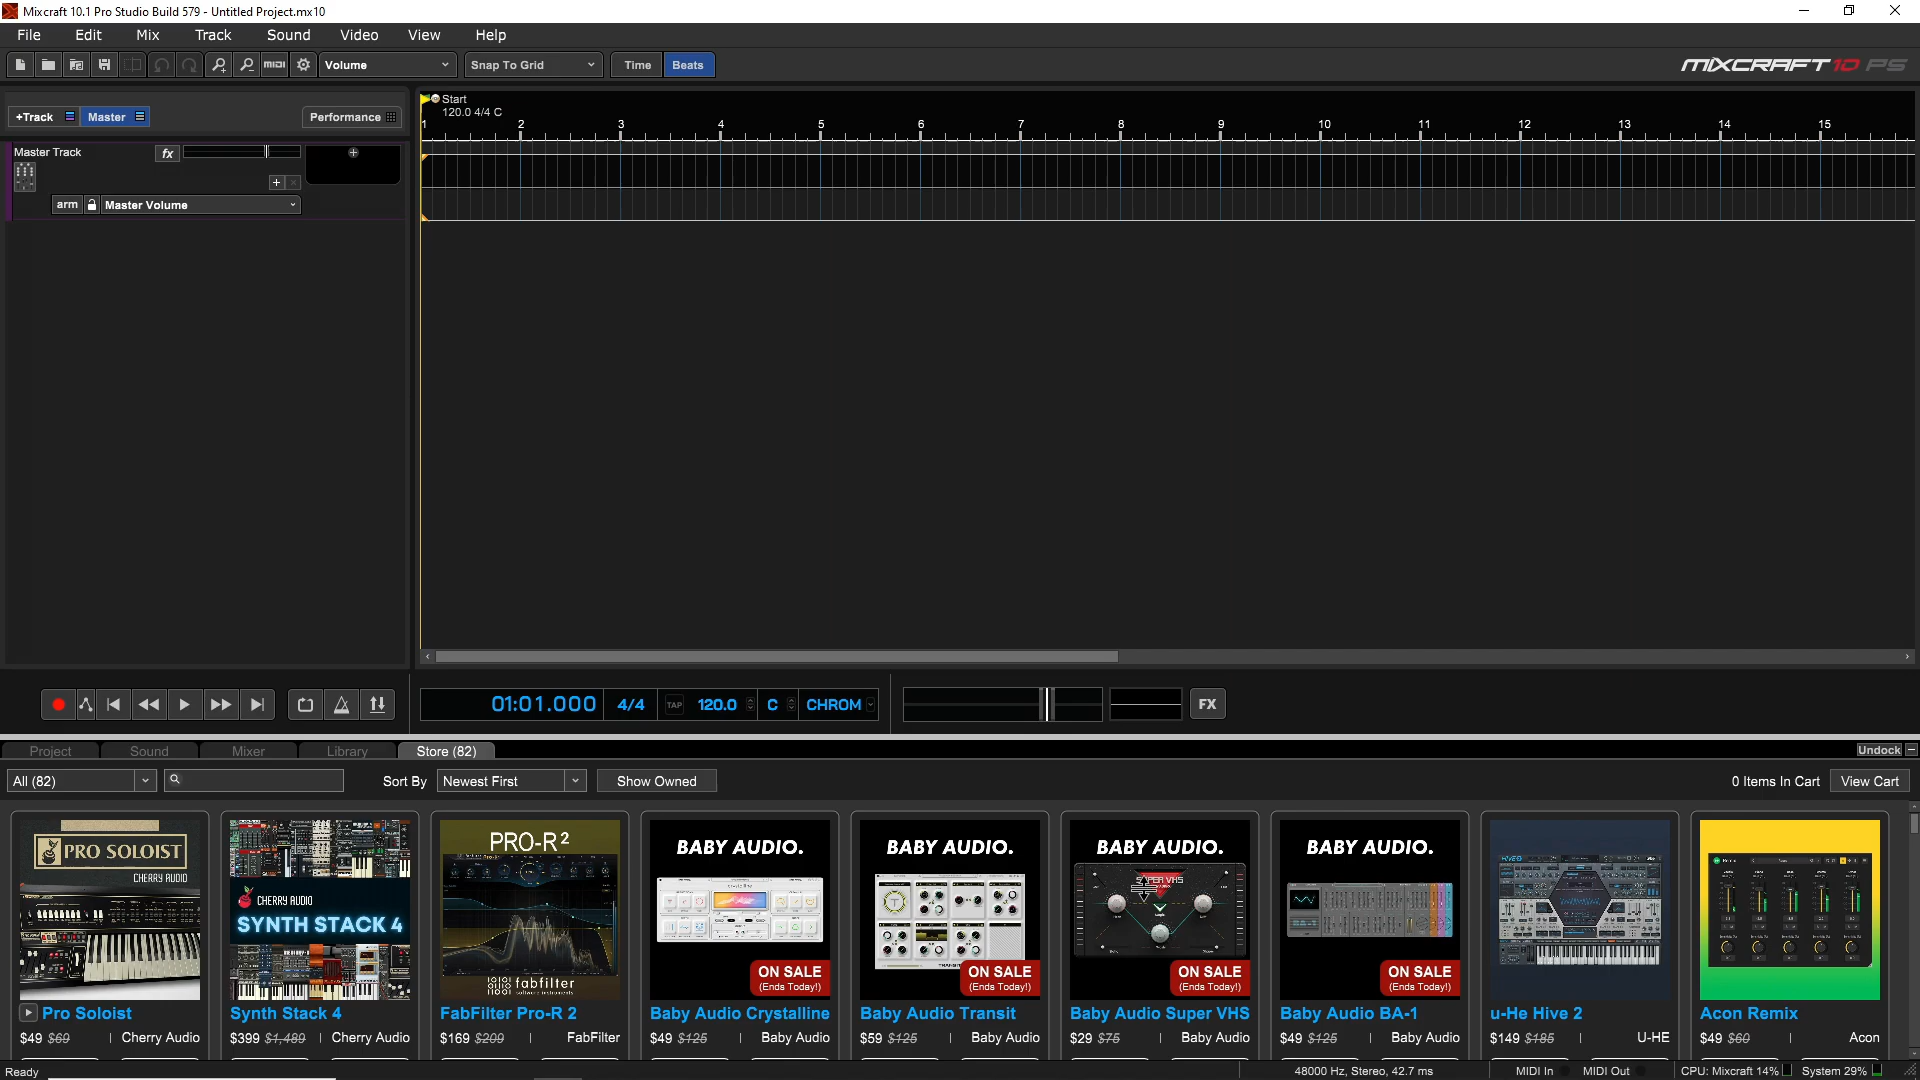 Mixcraft 10.1 Pro Studio Build 579 - Untitled Project.mx10
File Edit Mix Track Sound Video View Help
midi Volume Snap To Grid Time Beats MIXCRAFT 10 PS
+Track Master Performance
Start
120.0 4/4 C
1 2 3 4 5 6 7 8 9 10 11 12 13 14 15
Master Track fx
arm Master Volume
01:01.000 4/4 TAP 120.0 C CHROM FX
Project Sound Mixer Library Store (82) Undock
All (82) Sort By Newest First Show Owned 0 Items In Cart View Cart
PRO SOLOIST
CHERRY AUDIO
CHERRY AUDIO
SYNTH STACK 4
PRO-R 2
fabfilter
software instruments
BABY AUDIO.
ON SALE
(Ends Today!)
BABY AUDIO.
ON SALE
(Ends Today!)
BABY AUDIO.
SUPER VHS
ON SALE
(Ends Today!)
BABY AUDIO.
ON SALE
(Ends Today!)
Pro Soloist Synth Stack 4 FabFilter Pro-R 2 Baby Audio Crystalline Baby Audio Transit Baby Audio Super VHS Baby Audio BA-1 u-He Hive 2 Acon Remix
$49 $69 | Cherry Audio $399 $1,489 | Cherry Audio $169 $209 | FabFilter $49 $125 | Baby Audio $59 $125 | Baby Audio $29 $75 | Baby Audio $49 $125 | Baby Audio $149 $185 | U-HE $49 $60 | Acon
Ready 48000 Hz, Stereo, 42.7 ms MIDI In MIDI Out CPU: Mixcraft 14% System 29%